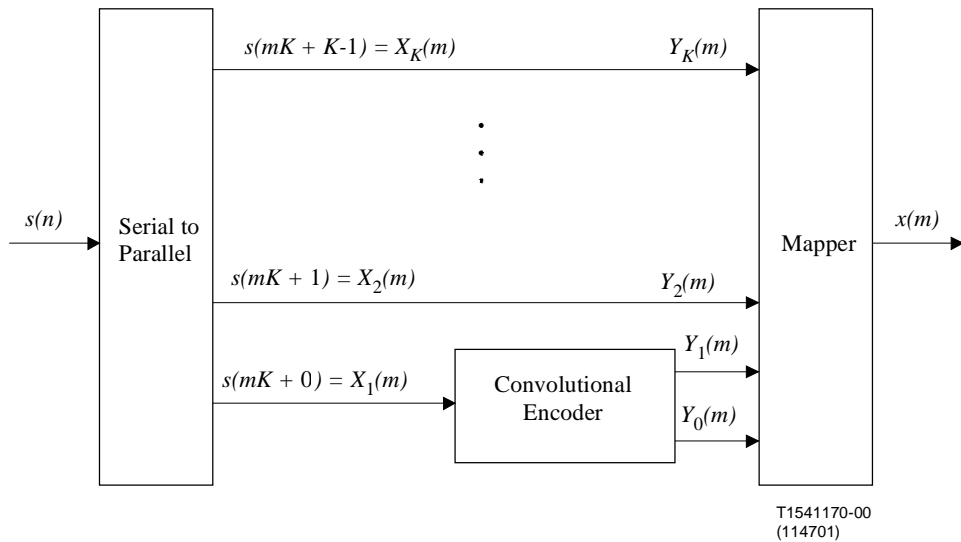 s(mK + K-1) = X_K(m)
Y_K(m)
s(n)
Serial to
Parallel
Mapper
x(m)
s(mK + 1) = X_2(m)
Y_2(m)
s(mK + 0) = X_1(m)
Convolutional
Encoder
Y_1(m)
Y_0(m)
T1541170-00
(114701)